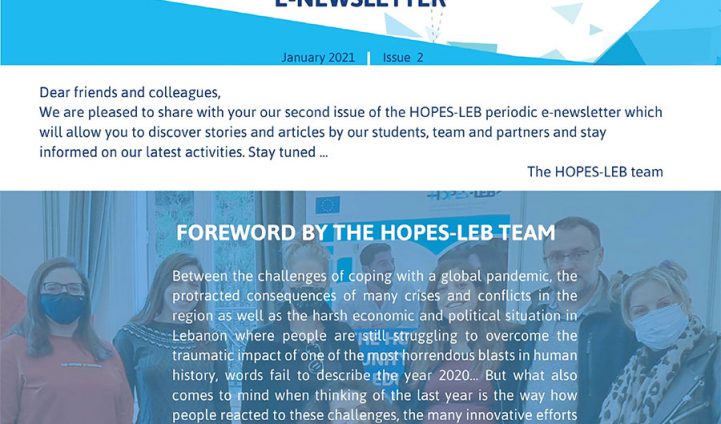 E-NEWSLETTER
January 2021 | Issue 2
Dear friends and colleagues,
We are pleased to share with your our second issue of the HOPES-LEB periodic e-newsletter which
will allow you to discover stories and articles by our students, team and partners and stay
informed on our latest activities. Stay tuned ...
The HOPES-LEB team
HOPES-LEB
FOREWORD BY THE HOPES-LEB TEAM
Between the challenges of coping with a global pandemic, the
protracted consequences of many crises and conflicts in the
region as well as the harsh economic and political situation in
Lebanon where people are still struggling to overcome the
traumatic impact of one of the most horrendous blasts in human
history, words fail to describe the year 2020... But what also
comes to mind when thinking of the last year is the way how
people reacted to these challenges, the many innovative efforts